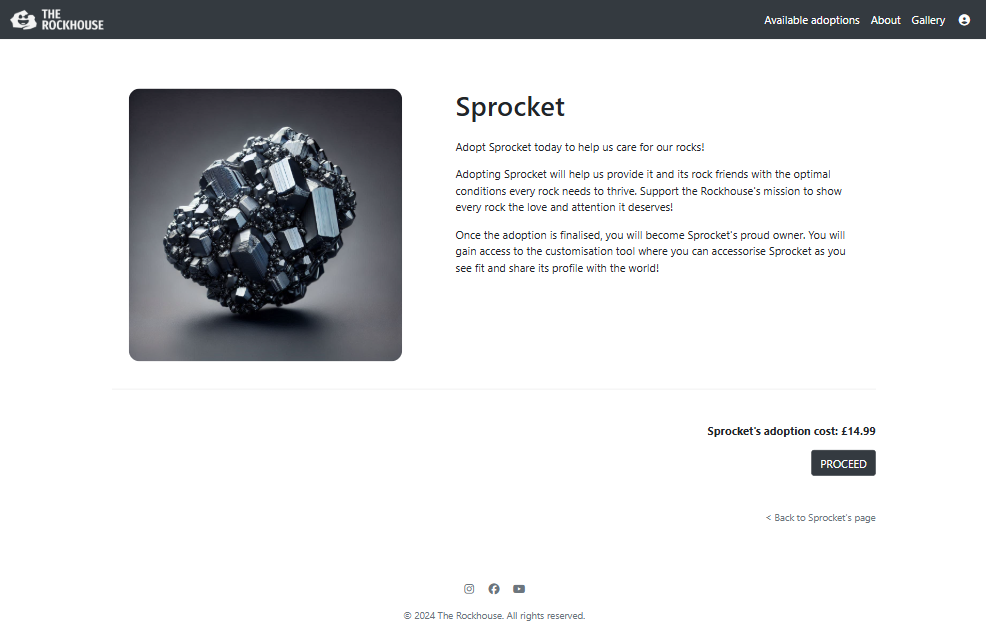 THE
ROCKHOUSE
Available adoptions About Gallery
Sprocket
Adopt Sprocket today to help us care for our rocks!
Adopting Sprocket will help us provide it and its rock friends with the optimal
conditions every rock needs to thrive. Support the Rockhouse's mission to show
every rock the love and attention it deserves!
Once the adoption is finalised, you will become Sprocket's proud owner. You will
gain access to the customisation tool where you can accessorise Sprocket as you
see fit and share its profile with the world!
Sprocket's adoption cost: £14.99
PROCEED
< Back to Sprocket's page
© 2024 The Rockhouse. All rights reserved.